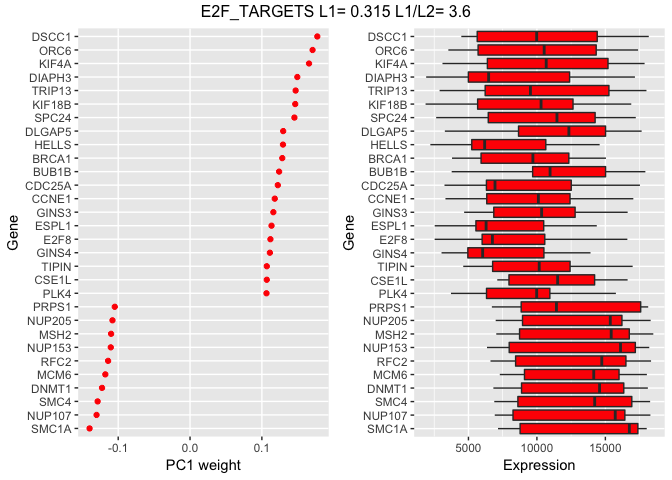 E2F_TARGETS L1= 0.315 L1/L2= 3.6
Gene
DSCC1
ORC6
KIF4A
DIAPH3
TRIP13
KIF18B
SPC24
DLGAP5
HELLS
BRCA1
BUB1B
CDC25A
CCNE1
GINS3
ESPL1
E2F8
GINS4
TIPIN
CSE1L
PLK4
PRPS1
NUP205
MSH2
NUP153
RFC2
MCM6
DNMT1
SMC4
NUP107
SMC1A
-0.1 0.0 0.1
PC1 weight
Gene
DSCC1
ORC6
KIF4A
DIAPH3
TRIP13
KIF18B
SPC24
DLGAP5
HELLS
BRCA1
BUB1B
CDC25A
CCNE1
GINS3
ESPL1
E2F8
GINS4
TIPIN
CSE1L
PLK4
PRPS1
NUP205
MSH2
NUP153
RFC2
MCM6
DNMT1
SMC4
NUP107
SMC1A
5000 10000 15000
Expression